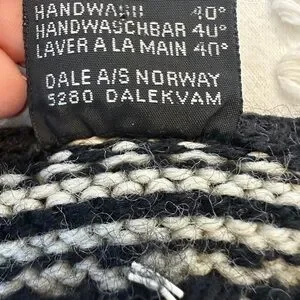 HANDWASH 40°
HANDWASCHBAR 40°
LAVER A LA MAIN 40°
DALE A/S NORWAY
5280 DALEKVAM